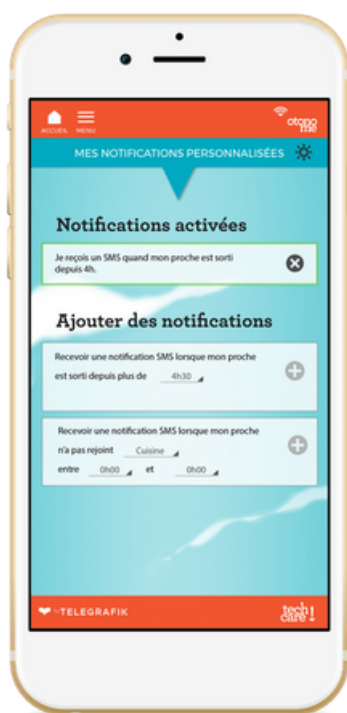 ACCUEIL MENU
otono
me
MES NOTIFICATIONS PERSONNALISÉES
Notifications activées
Je reçois un SMS quand mon proche est sorti
depuis 4h.
Ajouter des notifications
Recevoir une notification SMS lorsque mon proche
est sorti depuis plus de 4h30
Recevoir une notification SMS lorsque mon proche
n'a pas rejoint Cuisine
entre 0h00 et 0h00
TELEGRAFIK
tech
care!